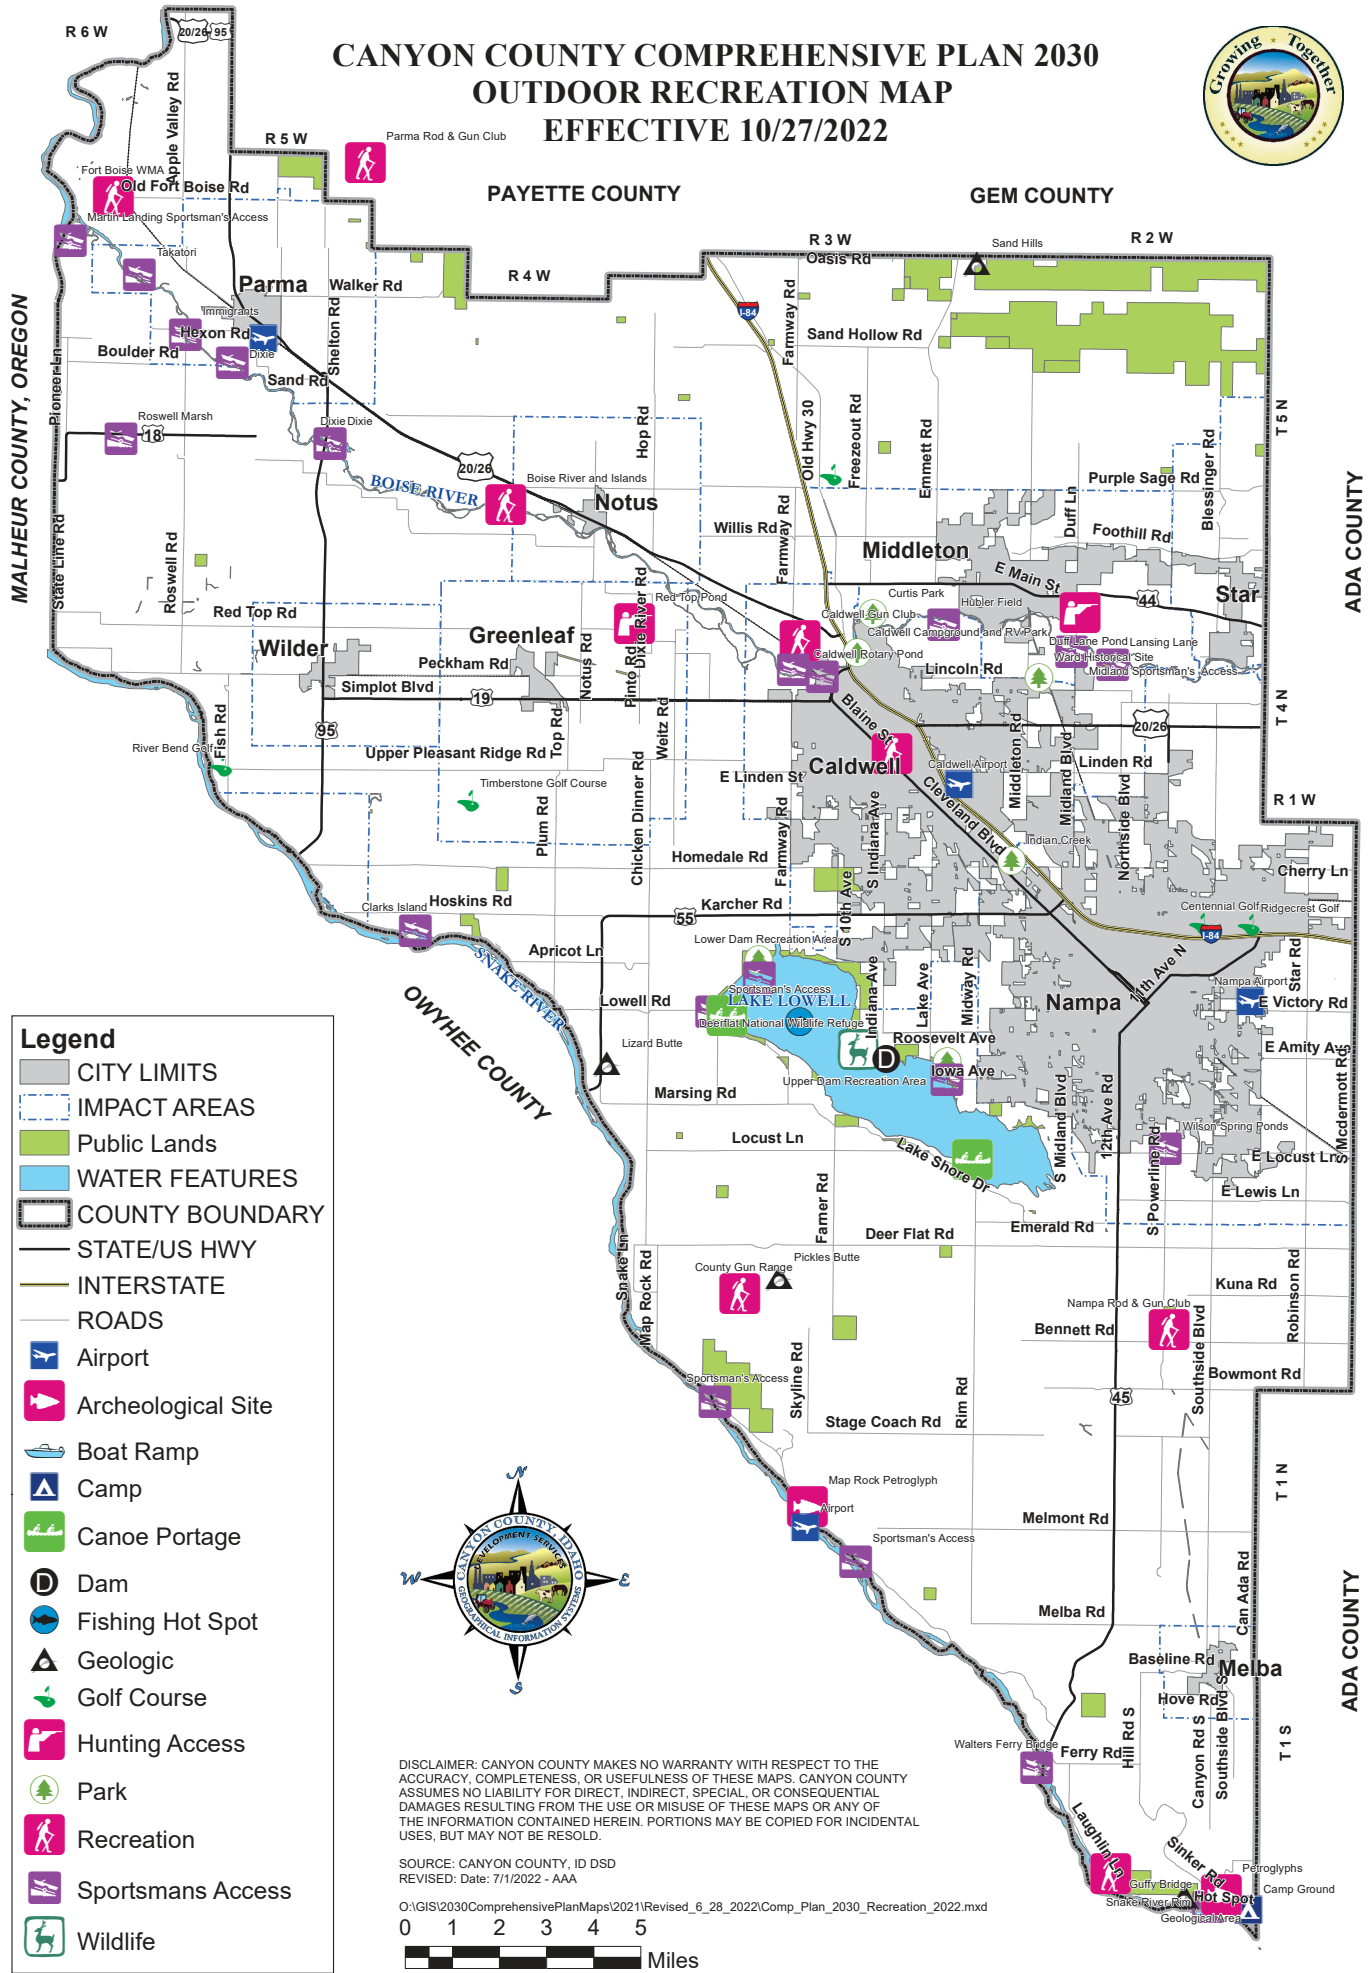 CANYON COUNTY COMPREHENSIVE PLAN 2030
OUTDOOR RECREATION MAP
EFFECTIVE 10/27/2022
Growing Together
R 6 W
20/26
95
R 5 W
Parma Rod & Gun Club
PAYETTE COUNTY
GEM COUNTY
Apple Valley Rd
Fort Boise WMA
Old Fort Boise Rd
Martin Landing Sportsman's Access
Takatori
R 4 W
R 3 W
Oasis Rd
Sand Hills
R 2 W
Parma
Walker Rd
Immigrants
Hexon Rd
Boulder Rd
Dixie
Sand Rd
Shelton Rd
I-84
Farmway Rd
Sand Hollow Rd
MALHEUR COUNTY, OREGON
Pioneer Ln
Roswell Marsh
18
Dixie Dixie
Hop Rd
Old Hwy 30
Freezeout Rd
Emmett Rd
T 5 N
20/26
BOISE RIVER
Boise River and Islands
Notus
Purple Sage Rd
Blessinger Rd
Duff Ln
Willis Rd
Farmway Rd
Foothill Rd
Middleton
ADA COUNTY
State Line Rd
Roswell Rd
E Main St
44
Star
Red Top Rd
Red Top Pond
Curtis Park
Hubler Field
Caldwell Gun Club
Caldwell Campground and RV Park
Duff Lane Pond
Lansing Lane
Wilder
Greenleaf
Peckham Rd
Notus Rd
Pinto Rd
Dixie River Rd
Caldwell Rotary Pond
Lincoln Rd
Ward Historical Site
Midland Sportsman's Access
Simplot Blvd
19
Blaine St
T 4 N
95
Fish Rd
River Bend Golf
Upper Pleasant Ridge Rd
Top Rd
Weitz Rd
Caldwell
Middleton Rd
Midland Blvd
20/26
Linden Rd
Timberstone Golf Course
E Linden St
Caldwell Airport
Northside Blvd
R 1 W
Plum Rd
Chicken Dinner Rd
Farmway Rd
S Indiana Ave
Cleveland Blvd
Indian Creek
Homedale Rd
Cherry Ln
Hoskins Rd
Clarks Island
Karcher Rd
55
S 10th Ave
Centennial Golf
Ridgecrest Golf
I-84
Apricot Ln
SNAKE RIVER
Lower Dam Recreation Area
Sportsman's Access
LAKE LOWELL
Lowell Rd
Deerflat National Wildlife Refuge
Indiana Ave
Lake Ave
Midway Rd
11th Ave N
Star Rd
Nampa Airport
Nampa
E Victory Rd
OWYHEE COUNTY
Roosevelt Ave
E Amity Ave
Lizard Butte
D
Iowa Ave
Upper Dam Recreation Area
Marsing Rd
S Midland Blvd
12th Ave Rd
S Mcdermott Rd
Locust Ln
Lake Shore Dr
Wilson Spring Ponds
S Powerline Rd
E Locust Ln
E Lewis Ln
Farner Rd
Emerald Rd
Deer Flat Rd
Snake Ln
Map Rock Rd
County Gun Range
Pickles Butte
Kuna Rd
Robinson Rd
Nampa Rod & Gun Club
Bennett Rd
Southside Blvd
Bowmont Rd
Sportsman's Access
Skyline Rd
Rim Rd
45
Stage Coach Rd
Map Rock Petroglyph
Airport
T 1 N
Melmont Rd
Sportsman's Access
Can Ada Rd
Melba Rd
ADA COUNTY
Baseline Rd
Melba
Hove Rd
Walters Ferry Bridge
Ferry Rd
Hill Rd S
Canyon Rd S
Southside Blvd S
T 1 S
Laughlin Ln
Sinker Rd
Petroglyphs
Guffy Bridge
Camp Ground
Snake River Rim
Hot Spot
Geological Area
Legend
CITY LIMITS
IMPACT AREAS
Public Lands
WATER FEATURES
COUNTY BOUNDARY
STATE/US HWY
INTERSTATE
ROADS
Airport
Archeological Site
Boat Ramp
Camp
Canoe Portage
D Dam
Fishing Hot Spot
Geologic
Golf Course
Hunting Access
Park
Recreation
Sportsmans Access
Wildlife
N
W
E
S
CANYON COUNTY, IDAHO
DEVELOPMENT SERVICES
GEOGRAPHICAL INFORMATION SYSTEMS
DISCLAIMER: CANYON COUNTY MAKES NO WARRANTY WITH RESPECT TO THE
ACCURACY, COMPLETENESS, OR USEFULNESS OF THESE MAPS. CANYON COUNTY
ASSUMES NO LIABILITY FOR DIRECT, INDIRECT, SPECIAL, OR CONSEQUENTIAL
DAMAGES RESULTING FROM THE USE OR MISUSE OF THESE MAPS OR ANY OF
THE INFORMATION CONTAINED HEREIN. PORTIONS MAY BE COPIED FOR INCIDENTAL
USES, BUT MAY NOT BE RESOLD.
SOURCE: CANYON COUNTY, ID DSD
REVISED: Date: 7/1/2022 - AAA
O:\GIS\2030ComprehensivePlanMaps\2021\Revised_6_28_2022\Comp_Plan_2030_Recreation_2022.mxd
0 1 2 3 4 5
Miles